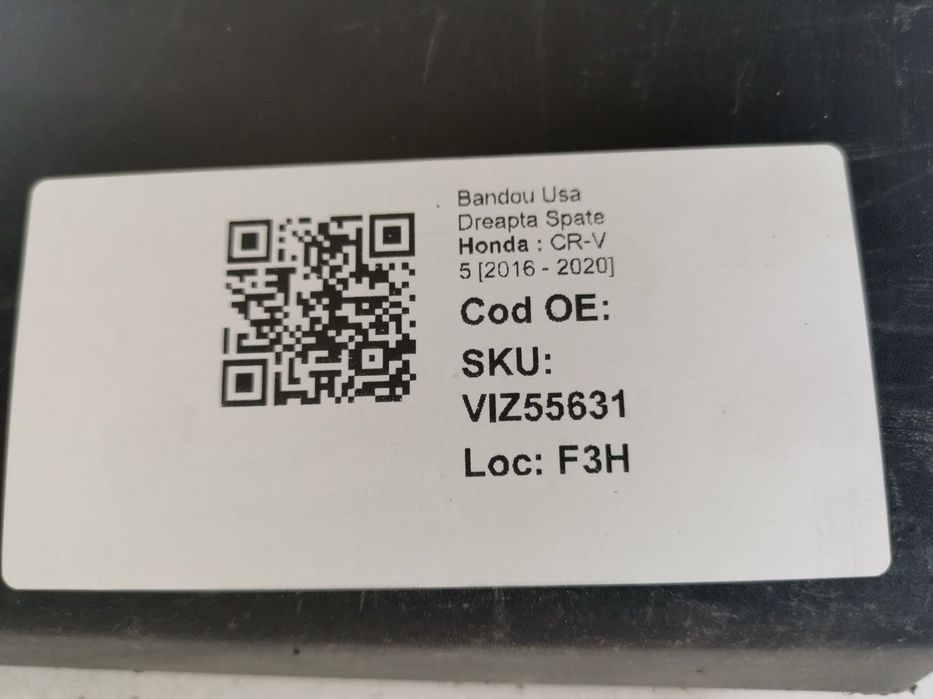 Bandou Usa
Dreapta Spate
Honda : CR-V
5 [2016 - 2020]
Cod OE:
SKU:
VIZ55631
Loc: F3H